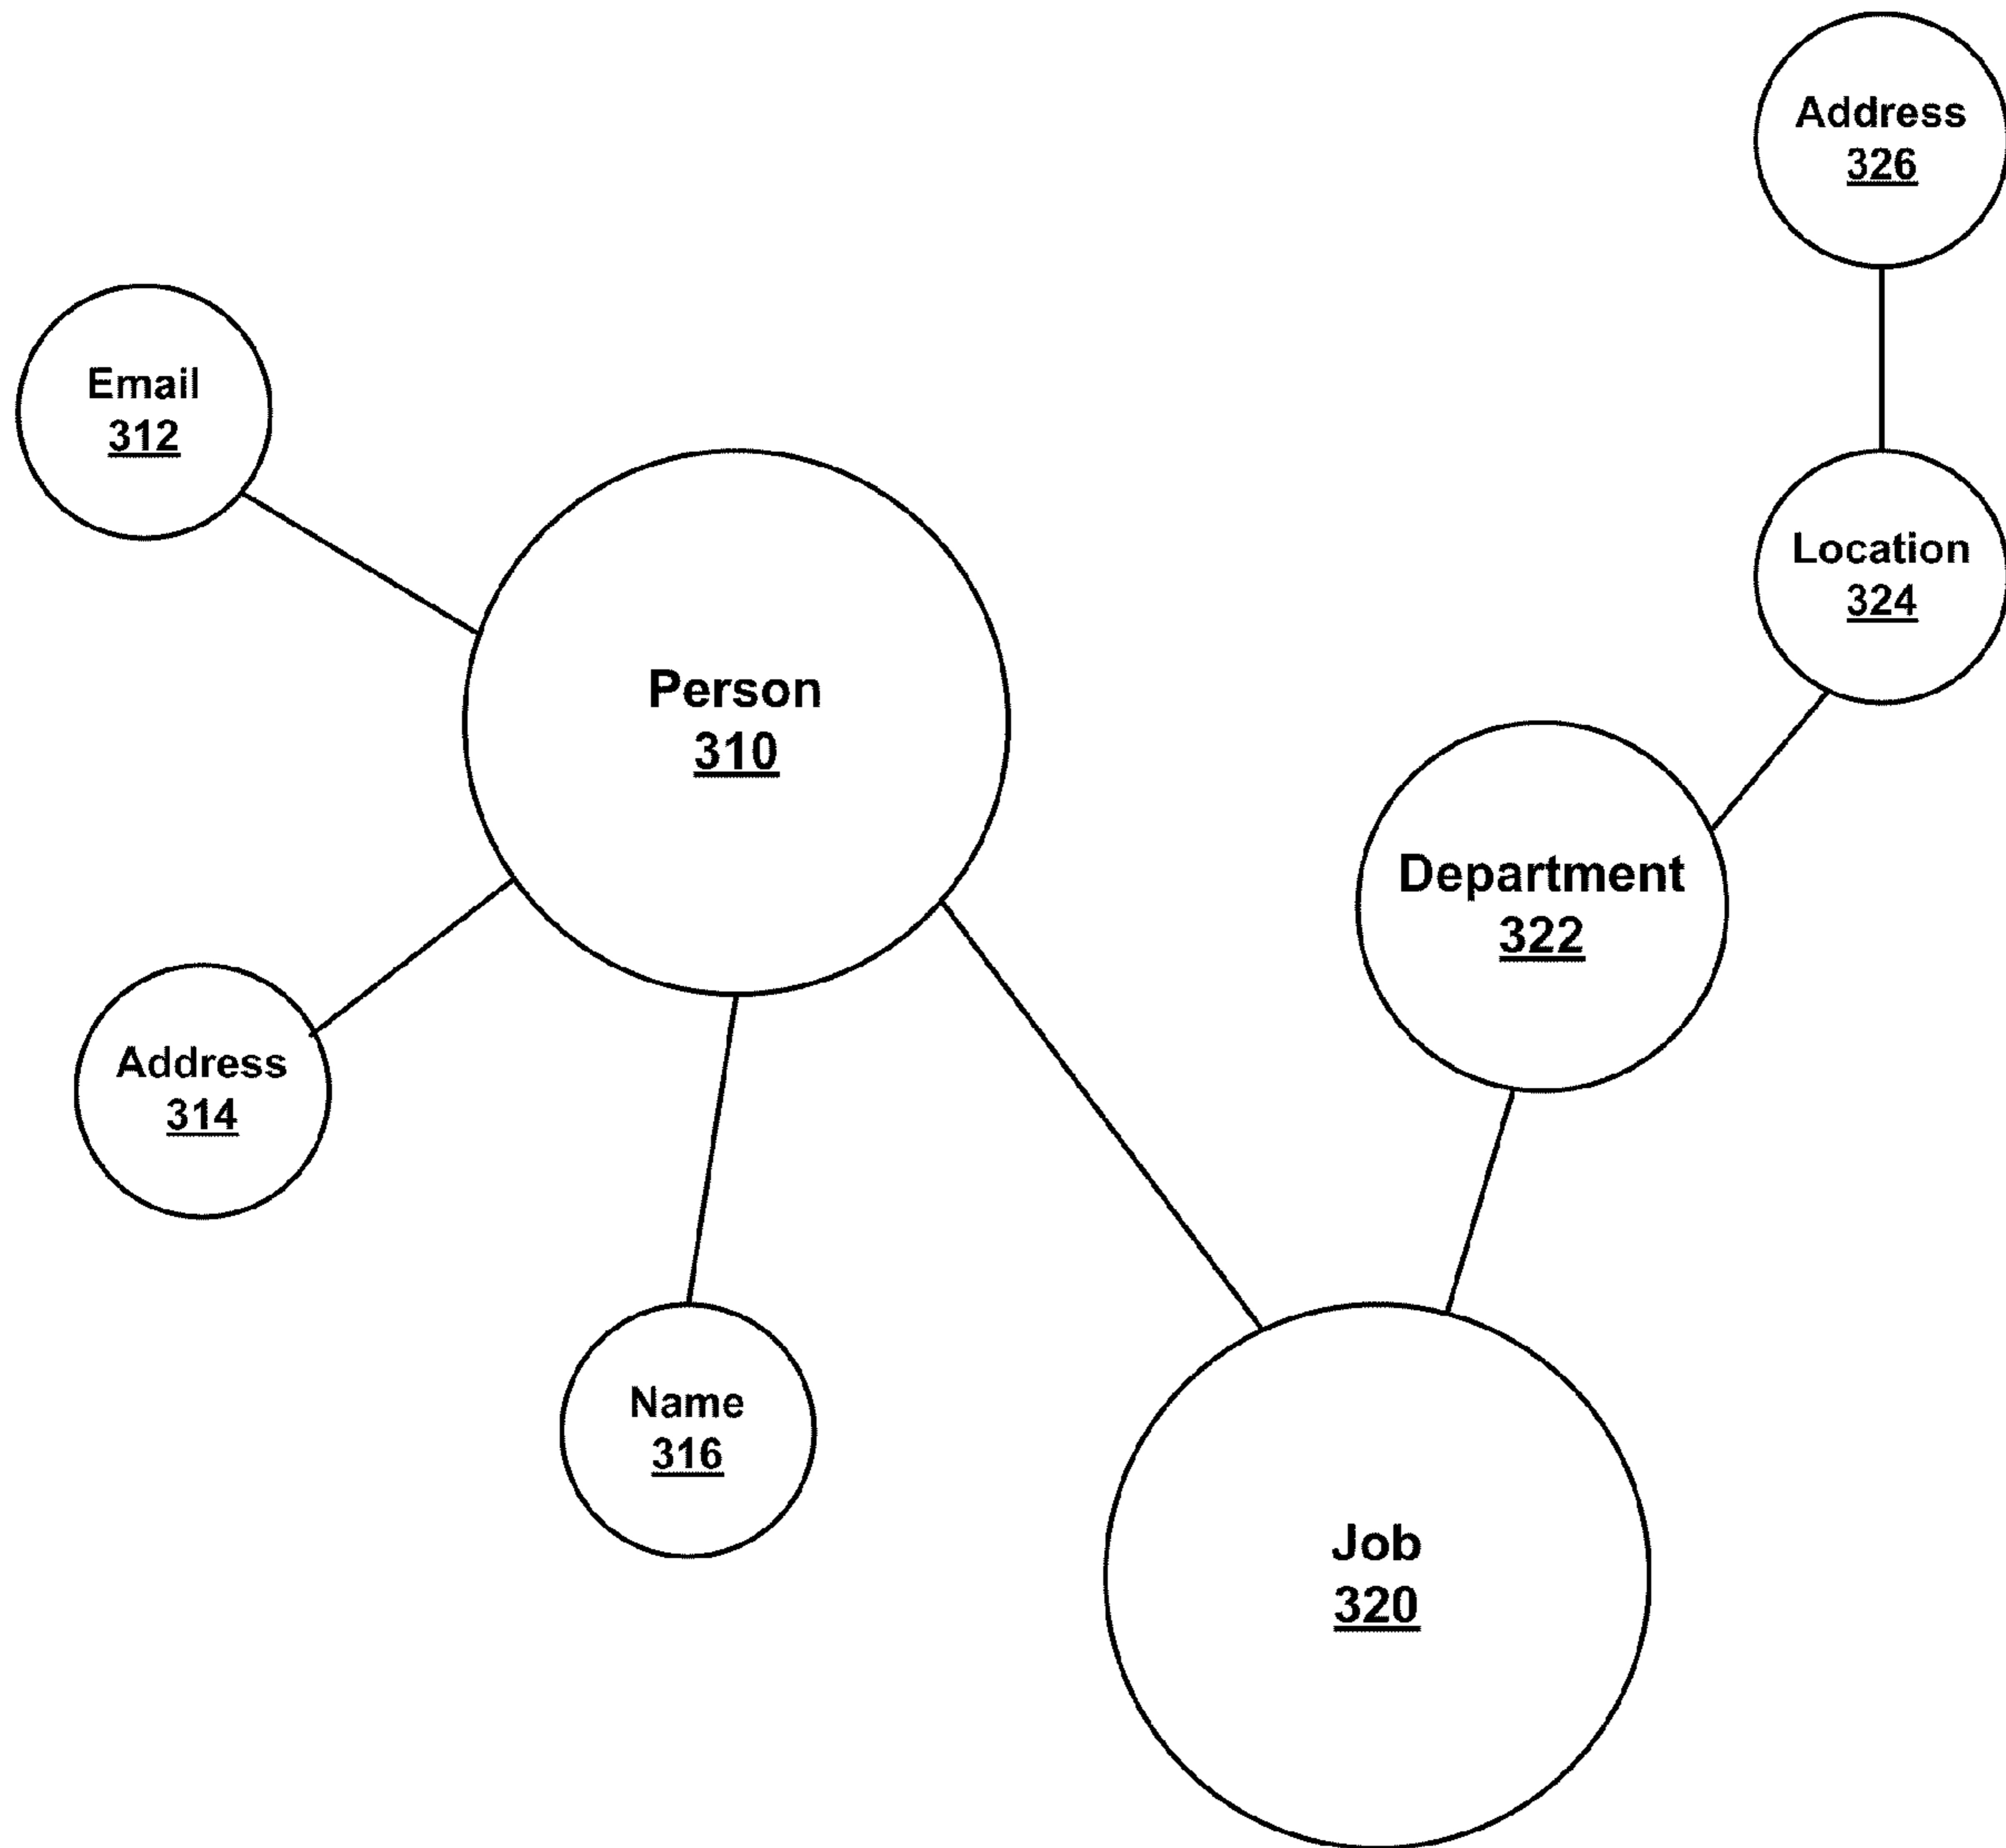 Address
326
Email
312
Location
324
Person
310
Department
322
Address
314
Name
316
Job
320